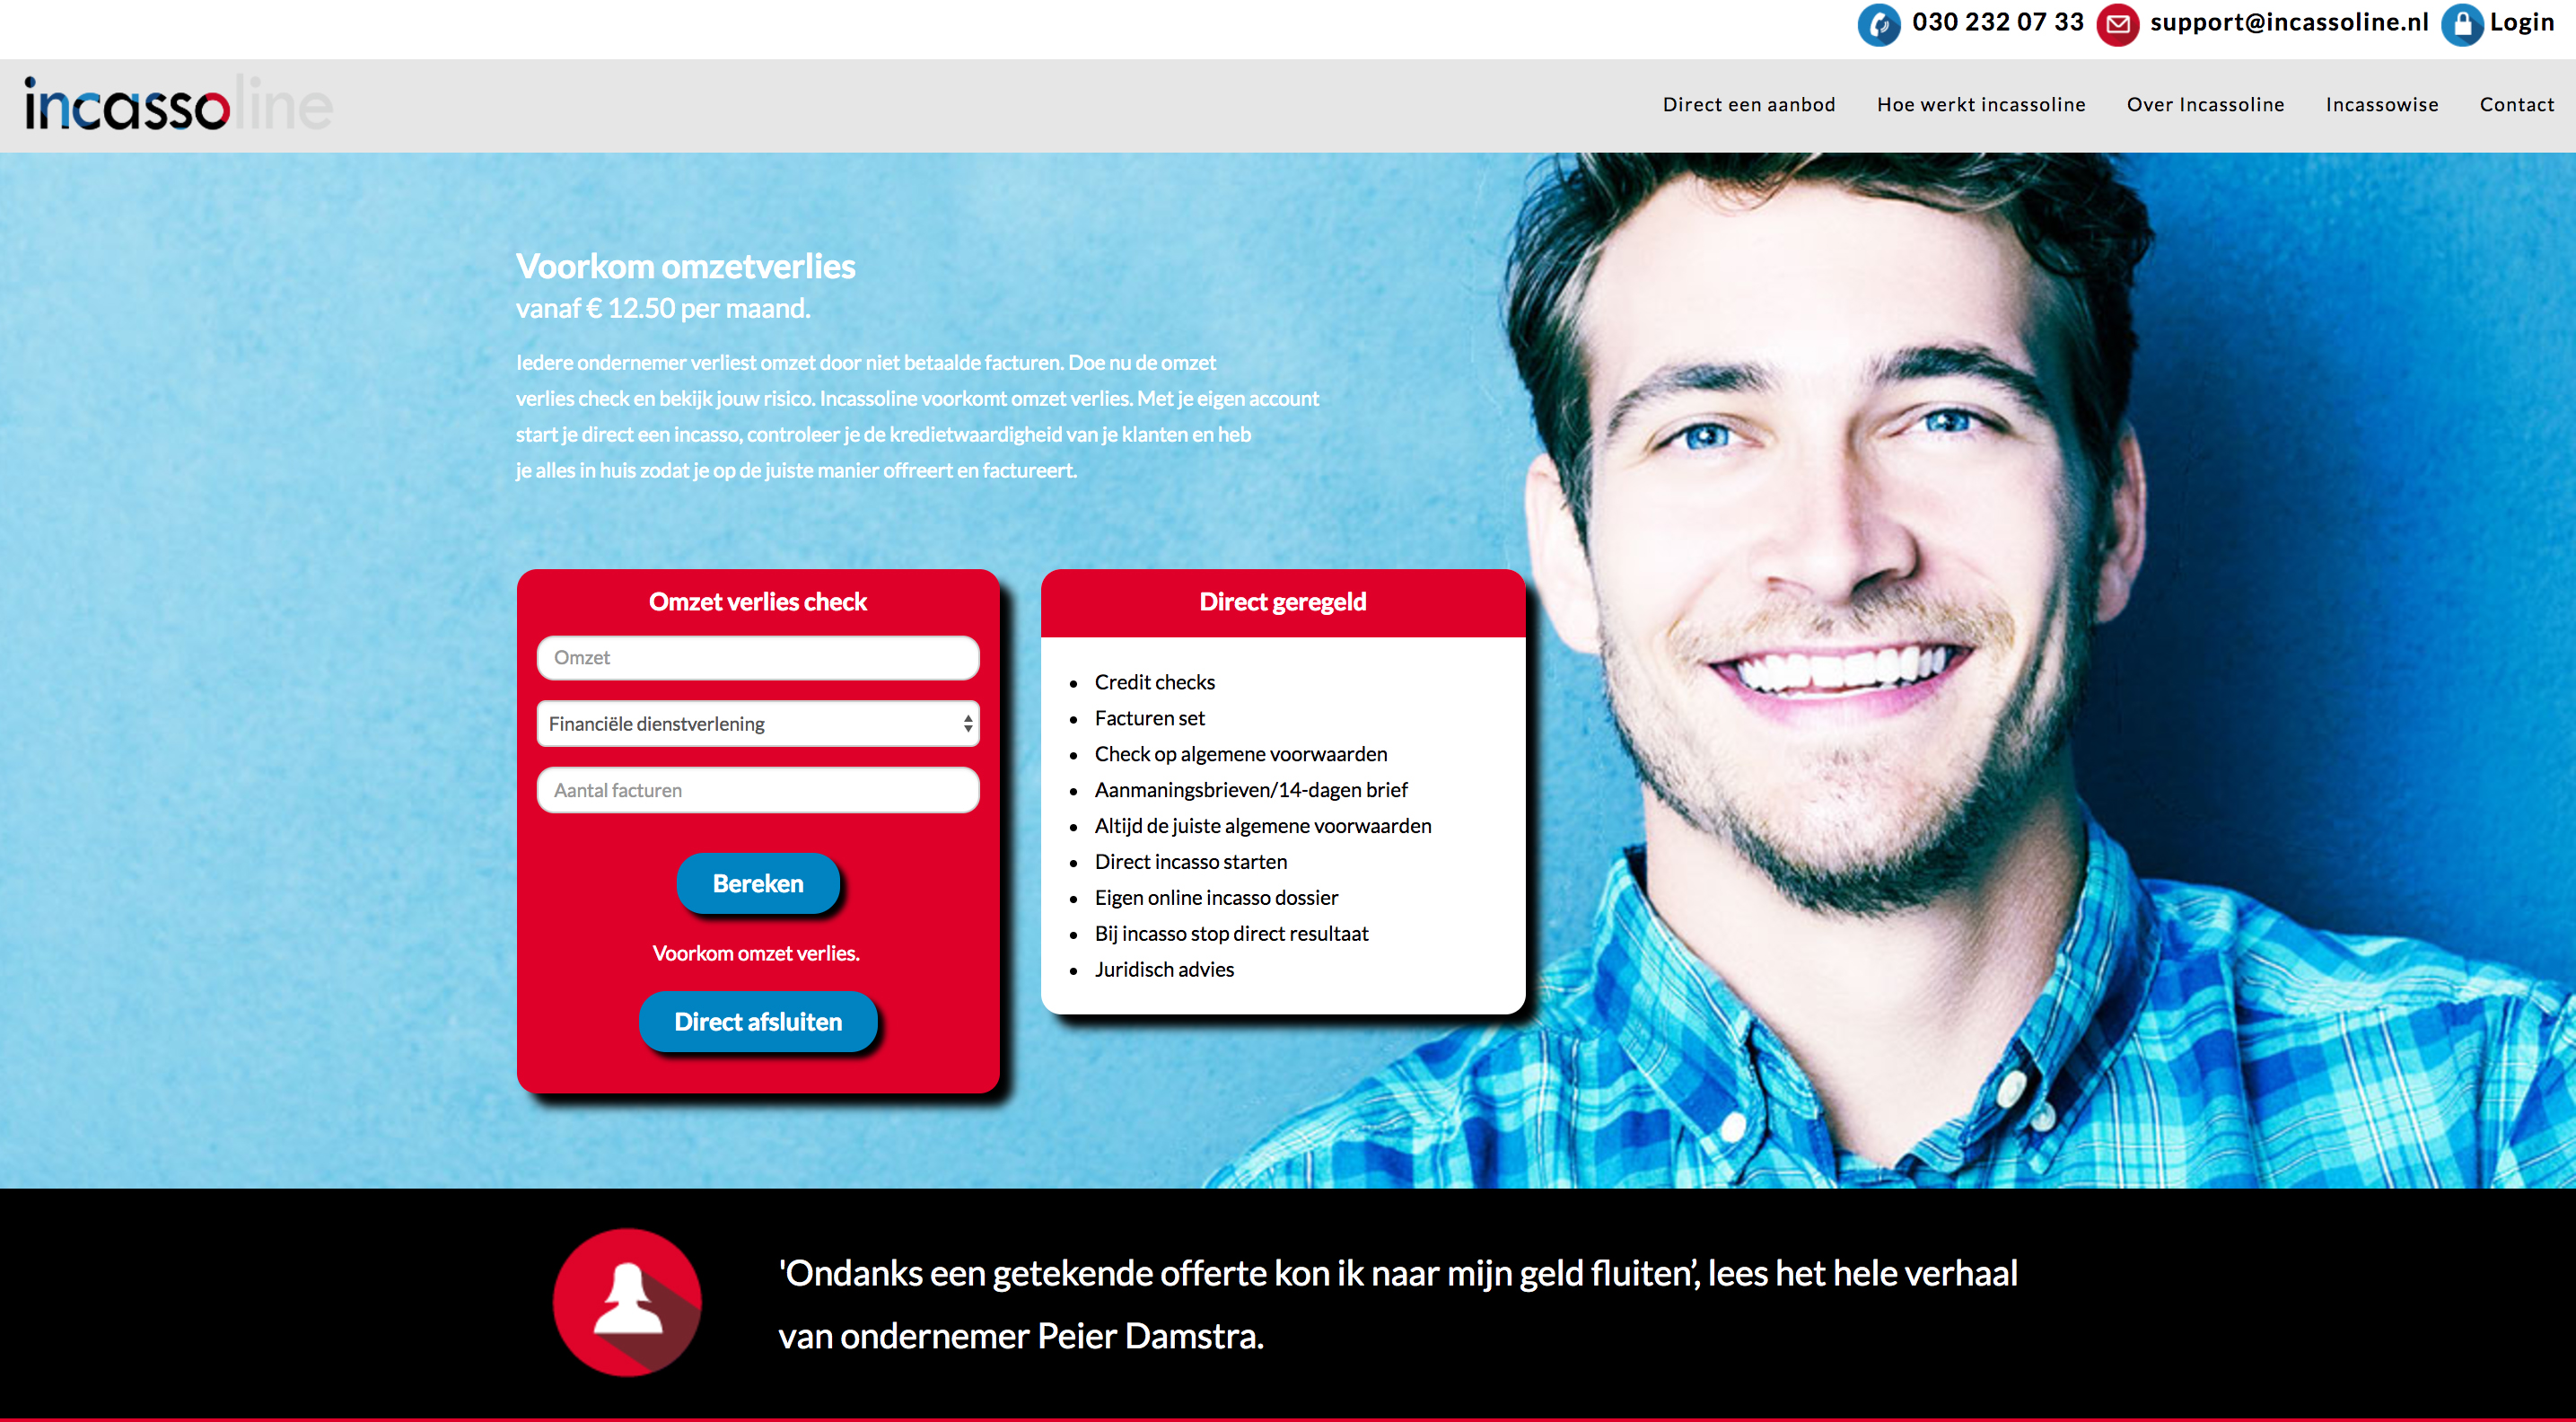 030 232 07 33 support@incassoline.nl Login
incassoline
Direct een aanbod Hoe werkt incassoline Over Incassoline Incassowise Contact
Voorkom omzetverlies
vanaf € 12.50 per maand.
Iedere ondernemer verliest omzet door niet betaalde facturen. Doe nu de omzet
verlies check en bekijk jouw risico. Incassoline voorkomt omzet verlies. Met je eigen account
start je direct een incasso, controleer je de kredietwaardigheid van je klanten en heb
je alles in huis zodat je op de juiste manier offreert en factureert.
Omzet verlies check
Omzet
Financiële dienstverlening
Aantal facturen
Bereken
Voorkom omzet verlies.
Direct afsluiten
Direct geregeld
• Credit checks
• Facturen set
• Check op algemene voorwaarden
• Aanmaningsbrieven/14-dagen brief
• Altijd de juiste algemene voorwaarden
• Direct incasso starten
• Eigen online incasso dossier
• Bij incasso stop direct resultaat
• Juridisch advies
'Ondanks een getekende offerte kon ik naar mijn geld fluiten’, lees het hele verhaal
van ondernemer Peier Damstra.